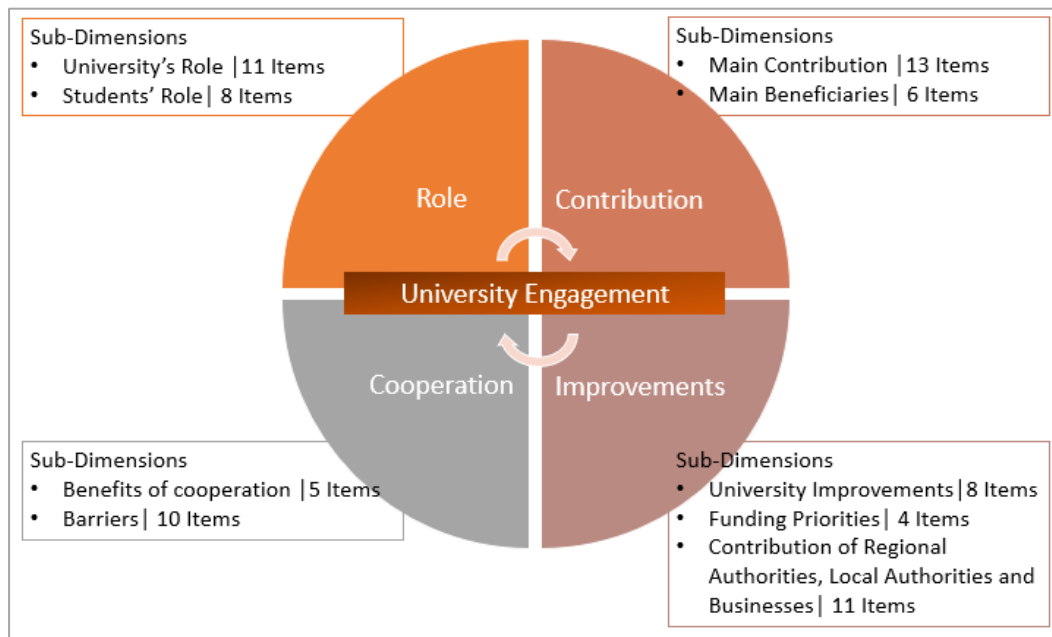 Sub-Dimensions
• University’s Role |11 Items
• Students’ Role| 8 Items
Sub-Dimensions
• Main Contribution |13 Items
• Main Beneficiaries| 6 Items
Role
Contribution
University Engagement
Cooperation
Improvements
Sub-Dimensions
• Benefits of cooperation |5 Items
• Barriers| 10 Items
Sub-Dimensions
• University Improvements|8 Items
• Funding Priorities| 4 Items
• Contribution of Regional
Authorities, Local Authorities and
Businesses| 11 Items